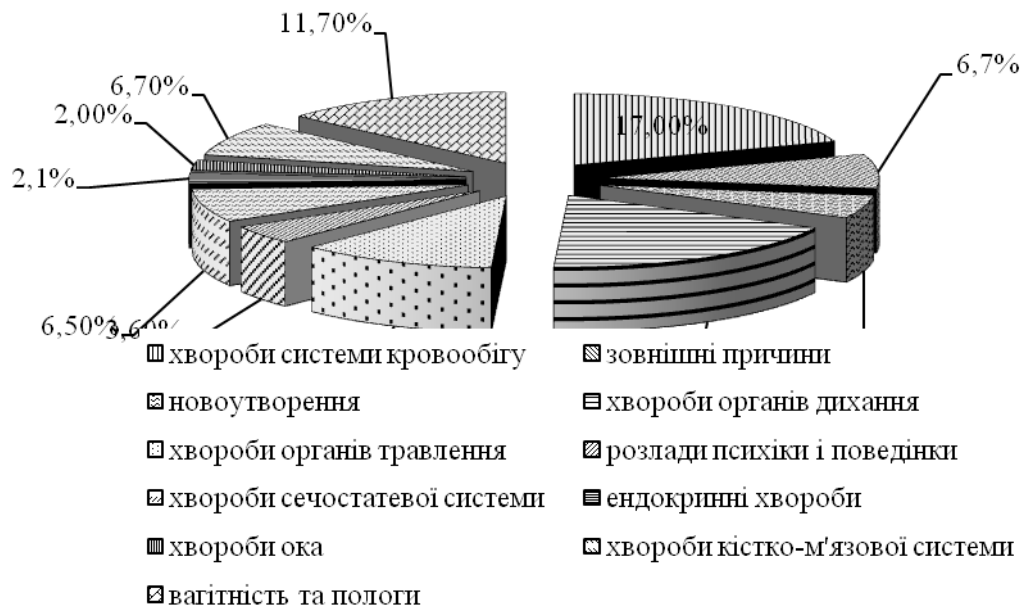 11,70%
6,70%
6,7%
2,00%
17,00%
2,1%
6,50%
хвороби системи кровообігу
зовнішні причини
новоутворення
хвороби органів дихання
хвороби органів травлення
розлади психіки і поведінки
хвороби сечостатевої системи
ендокринні хвороби
хвороби ока
хвороби кістко-м'язової системи
вагітність та пологи